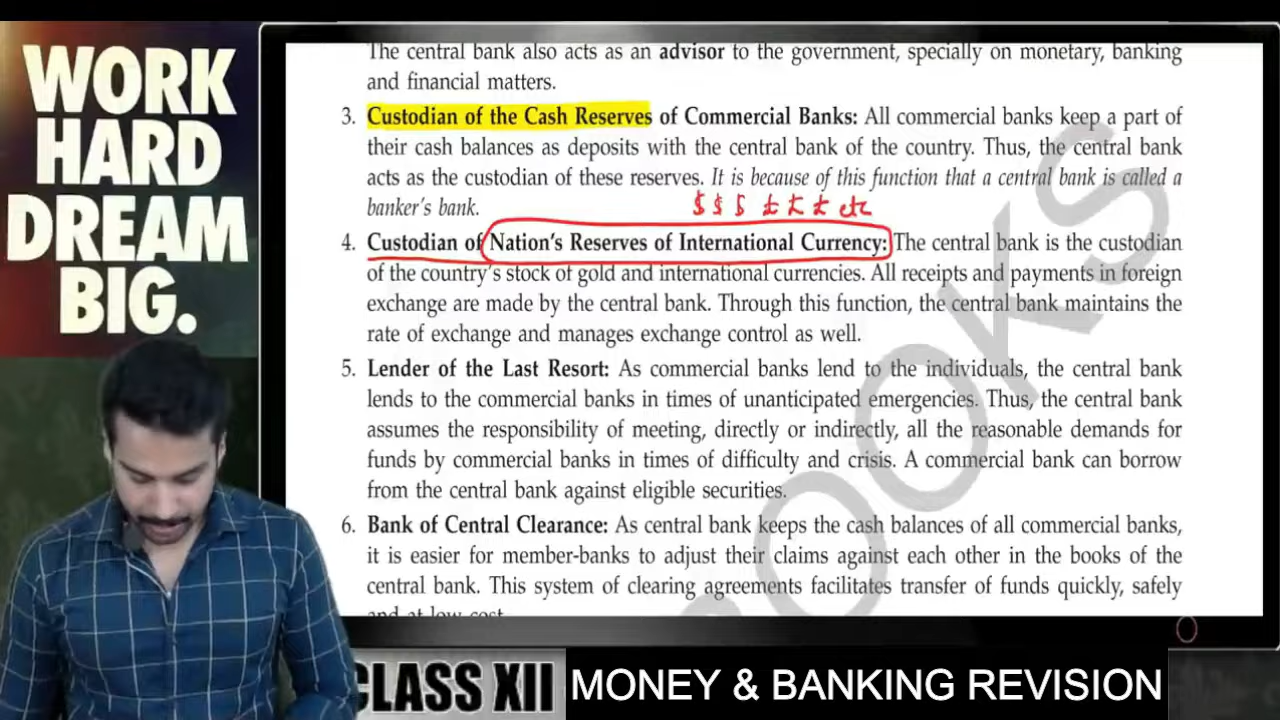 WORK
HARD
DREAM
BIG.
The central bank also acts as an advisor to the government, specially on monetary, banking
and financial matters.
3. Custodian of the Cash Reserves of Commercial Banks: All commercial banks keep a part of
their cash balances as deposits with the central bank of the country. Thus, the central bank
acts as the custodian of these reserves. It is because of this function that a central bank is called a
banker's bank.
$ $ $ £ £ £ etc
4. Custodian of Nation's Reserves of International Currency: The central bank is the custodian
of the country's stock of gold and international currencies. All receipts and payments in foreign
exchange are made by the central bank. Through this function, the central bank maintains the
rate of exchange and manages exchange control as well.
5. Lender of the Last Resort: As commercial banks lend to the individuals, the central bank
lends to the commercial banks in times of unanticipated emergencies. Thus, the central bank
assumes the responsibility of meeting, directly or indirectly, all the reasonable demands for
funds by commercial banks in times of difficulty and crisis. A commercial bank can borrow
from the central bank against eligible securities.
6. Bank of Central Clearance: As central bank keeps the cash balances of all commercial banks,
it is easier for member-banks to adjust their claims against each other in the books of the
central bank. This system of clearing agreements facilitates transfer of funds quickly, safely
and at low cost.
OOKS
CLASS XII
MONEY & BANKING REVISION